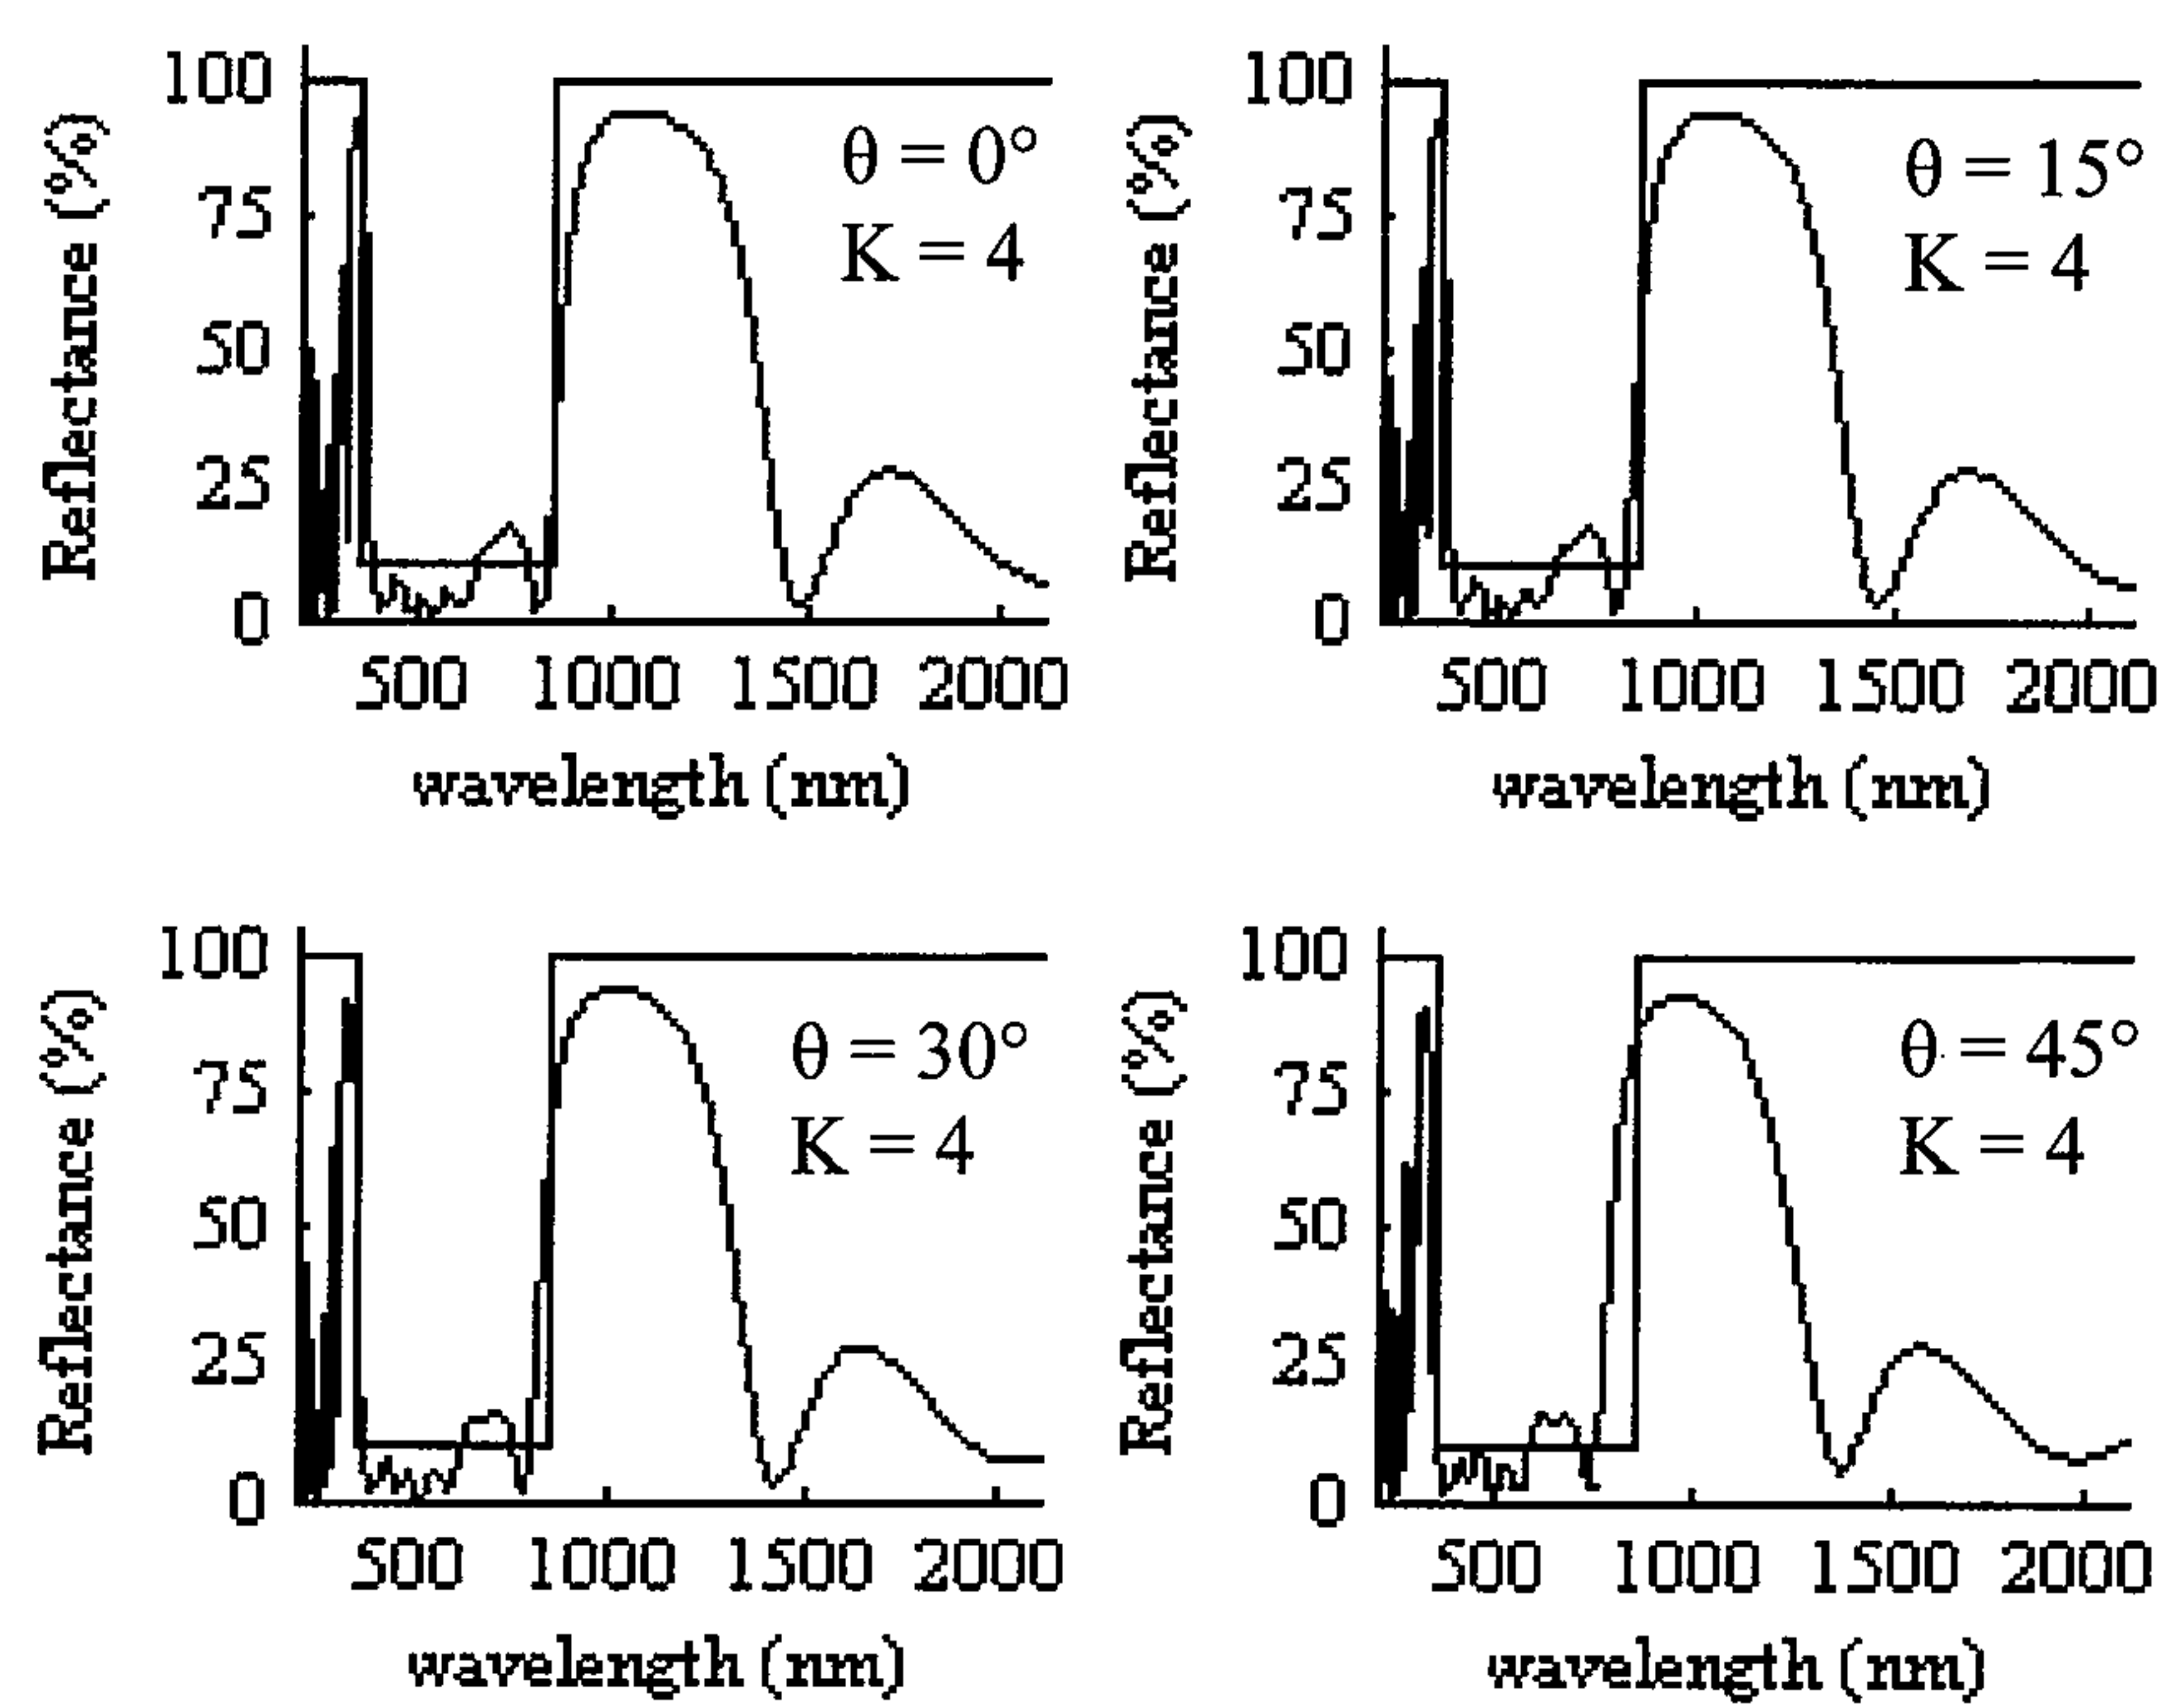 Reflectance (%)
100
75
50
25
0
θ = 0°
K = 4
500 1000 1500 2000
wavelength (nm)
Reflectance (%)
100
75
50
25
0
θ = 15°
K = 4
500 1000 1500 2000
wavelength (nm)
Reflectance (%)
100
75
50
25
0
θ = 30°
K = 4
500 1000 1500 2000
wavelength (nm)
Reflectance (%)
100
75
50
25
0
θ = 45°
K = 4
500 1000 1500 2000
wavelength (nm)